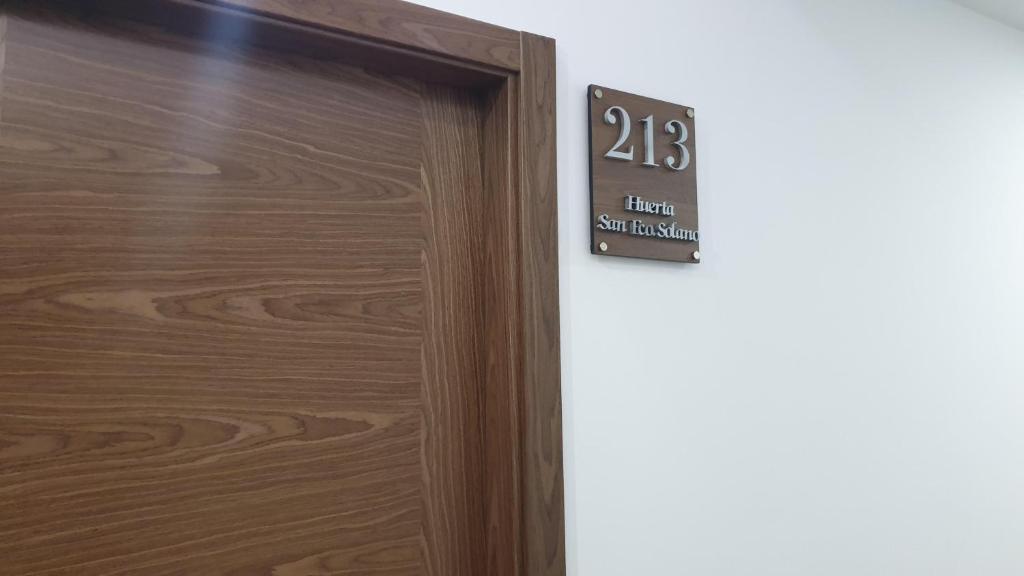 213
Huerta
San Fco. Solano